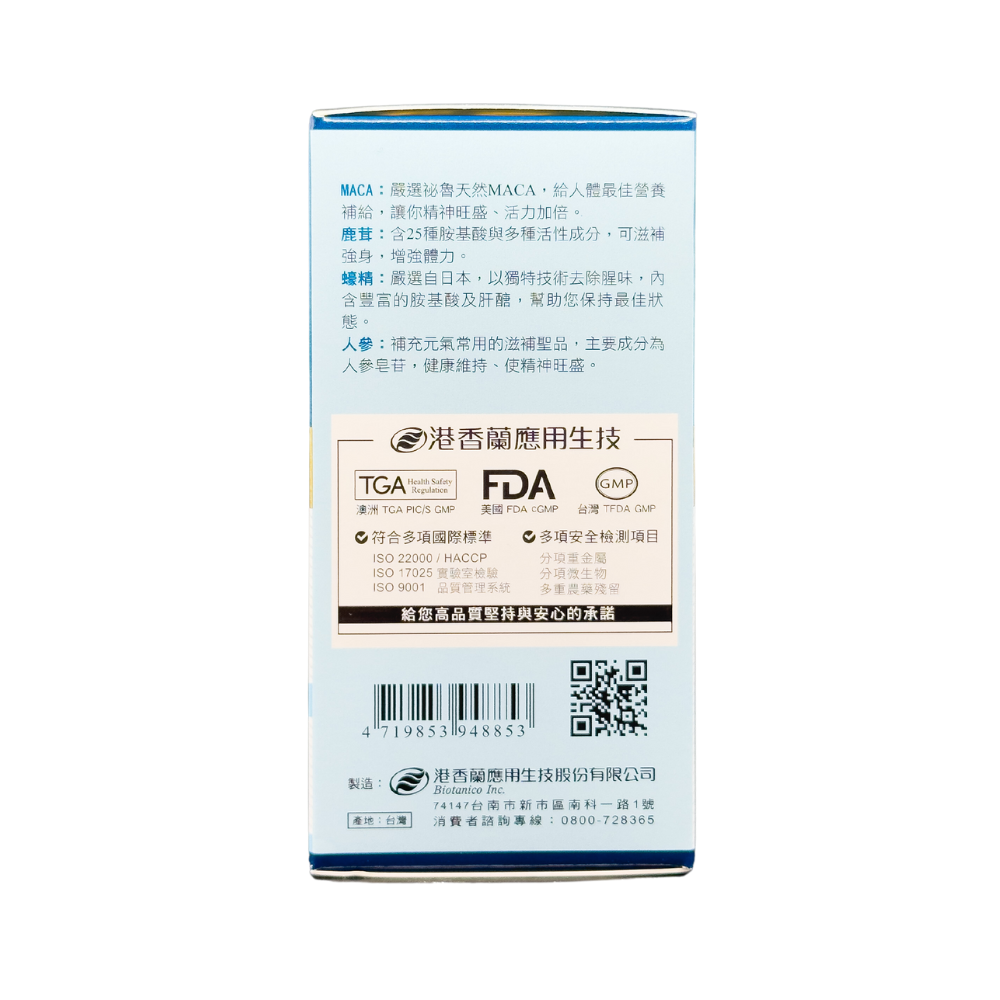 MACA：嚴選祕魯天然MACA，給人體最佳營養
補給，讓你精神旺盛、活力加倍。
鹿茸：含25種胺基酸與多種活性成分，可滋補
強身，增強體力。
蠔精：嚴選自日本，以獨特技術去除腥味，內
含豐富的胺基酸及肝醣，幫助您保持最佳狀
態。
人參：補充元氣常用的滋補聖品，主要成分為
人參皂苷，健康維持、使精神旺盛。
港香蘭應用生技
TGA Health Safety Regulation FDA GMP
澳洲 TGA PIC/S GMP 美國 FDA cGMP 台灣 TFDA GMP
符合多項國際標準 多項安全檢測項目
ISO 22000 / HACCP 分項重金屬
ISO 17025 實驗室檢驗 分項微生物
ISO 9001 品質管理系統 多重農藥殘留
給您高品質堅持與安心的承諾
4 719853 948853
製造：港香蘭應用生技股份有限公司
Biotanico Inc.
74147台南市新市區南科一路1號
產地：台灣 消費者諮詢專線：0800-728365